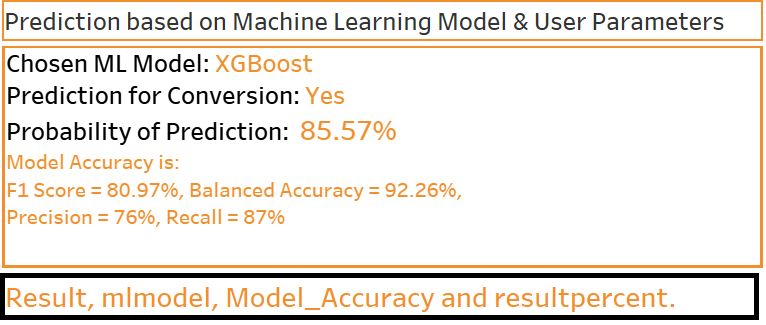 Prediction based on Machine Learning Model & User Parameters
Chosen ML Model: XGBoost
Prediction for Conversion: Yes
Probability of Prediction: 85.57%
Model Accuracy is:
F1 Score = 80.97%, Balanced Accuracy = 92.26%,
Precision = 76%, Recall = 87%
Result, mlmodel, Model_Accuracy and resultpercent.